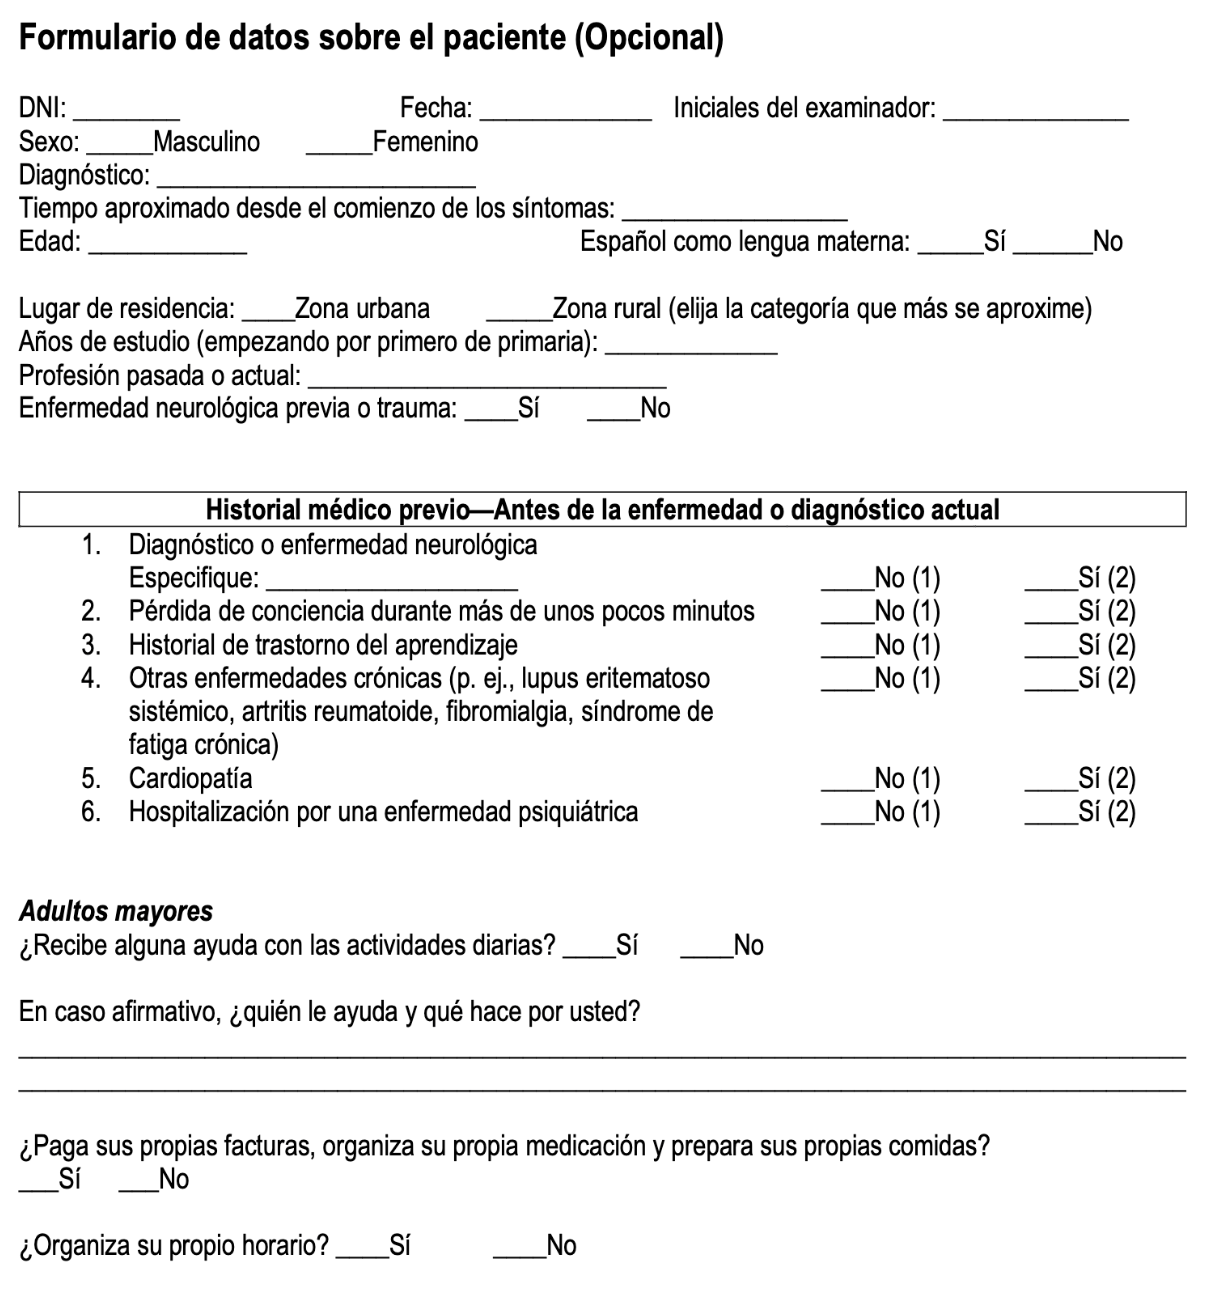 Formulario de datos sobre el paciente (Opcional)
DNI: ________ Fecha: _____________ Iniciales del examinador: ______________
Sexo: _____Masculino _____Femenino
Diagnóstico: ________________________
Tiempo aproximado desde el comienzo de los síntomas: _________________
Edad: ____________ Español como lengua materna: _____Sí ______No
Lugar de residencia: ____Zona urbana _____Zona rural (elija la categoría que más se aproxime)
Años de estudio (empezando por primero de primaria): _____________
Profesión pasada o actual: ___________________________
Enfermedad neurológica previa o trauma: ____Sí ____No
Historial médico previo—Antes de la enfermedad o diagnóstico actual
1. Diagnóstico o enfermedad neurológica
Especifique: ___________________ ____No (1) ____Sí (2)
2. Pérdida de conciencia durante más de unos pocos minutos ____No (1) ____Sí (2)
3. Historial de trastorno del aprendizaje ____No (1) ____Sí (2)
4. Otras enfermedades crónicas (p. ej., lupus eritematoso ____No (1) ____Sí (2)
sistémico, artritis reumatoide, fibromialgia, síndrome de
fatiga crónica)
5. Cardiopatía ____No (1) ____Sí (2)
6. Hospitalización por una enfermedad psiquiátrica ____No (1) ____Sí (2)
Adultos mayores
¿Recibe alguna ayuda con las actividades diarias? ____Sí ____No
En caso afirmativo, ¿quién le ayuda y qué hace por usted?
¿Paga sus propias facturas, organiza su propia medicación y prepara sus propias comidas?
___Sí ___No
¿Organiza su propio horario? ____Sí ____No